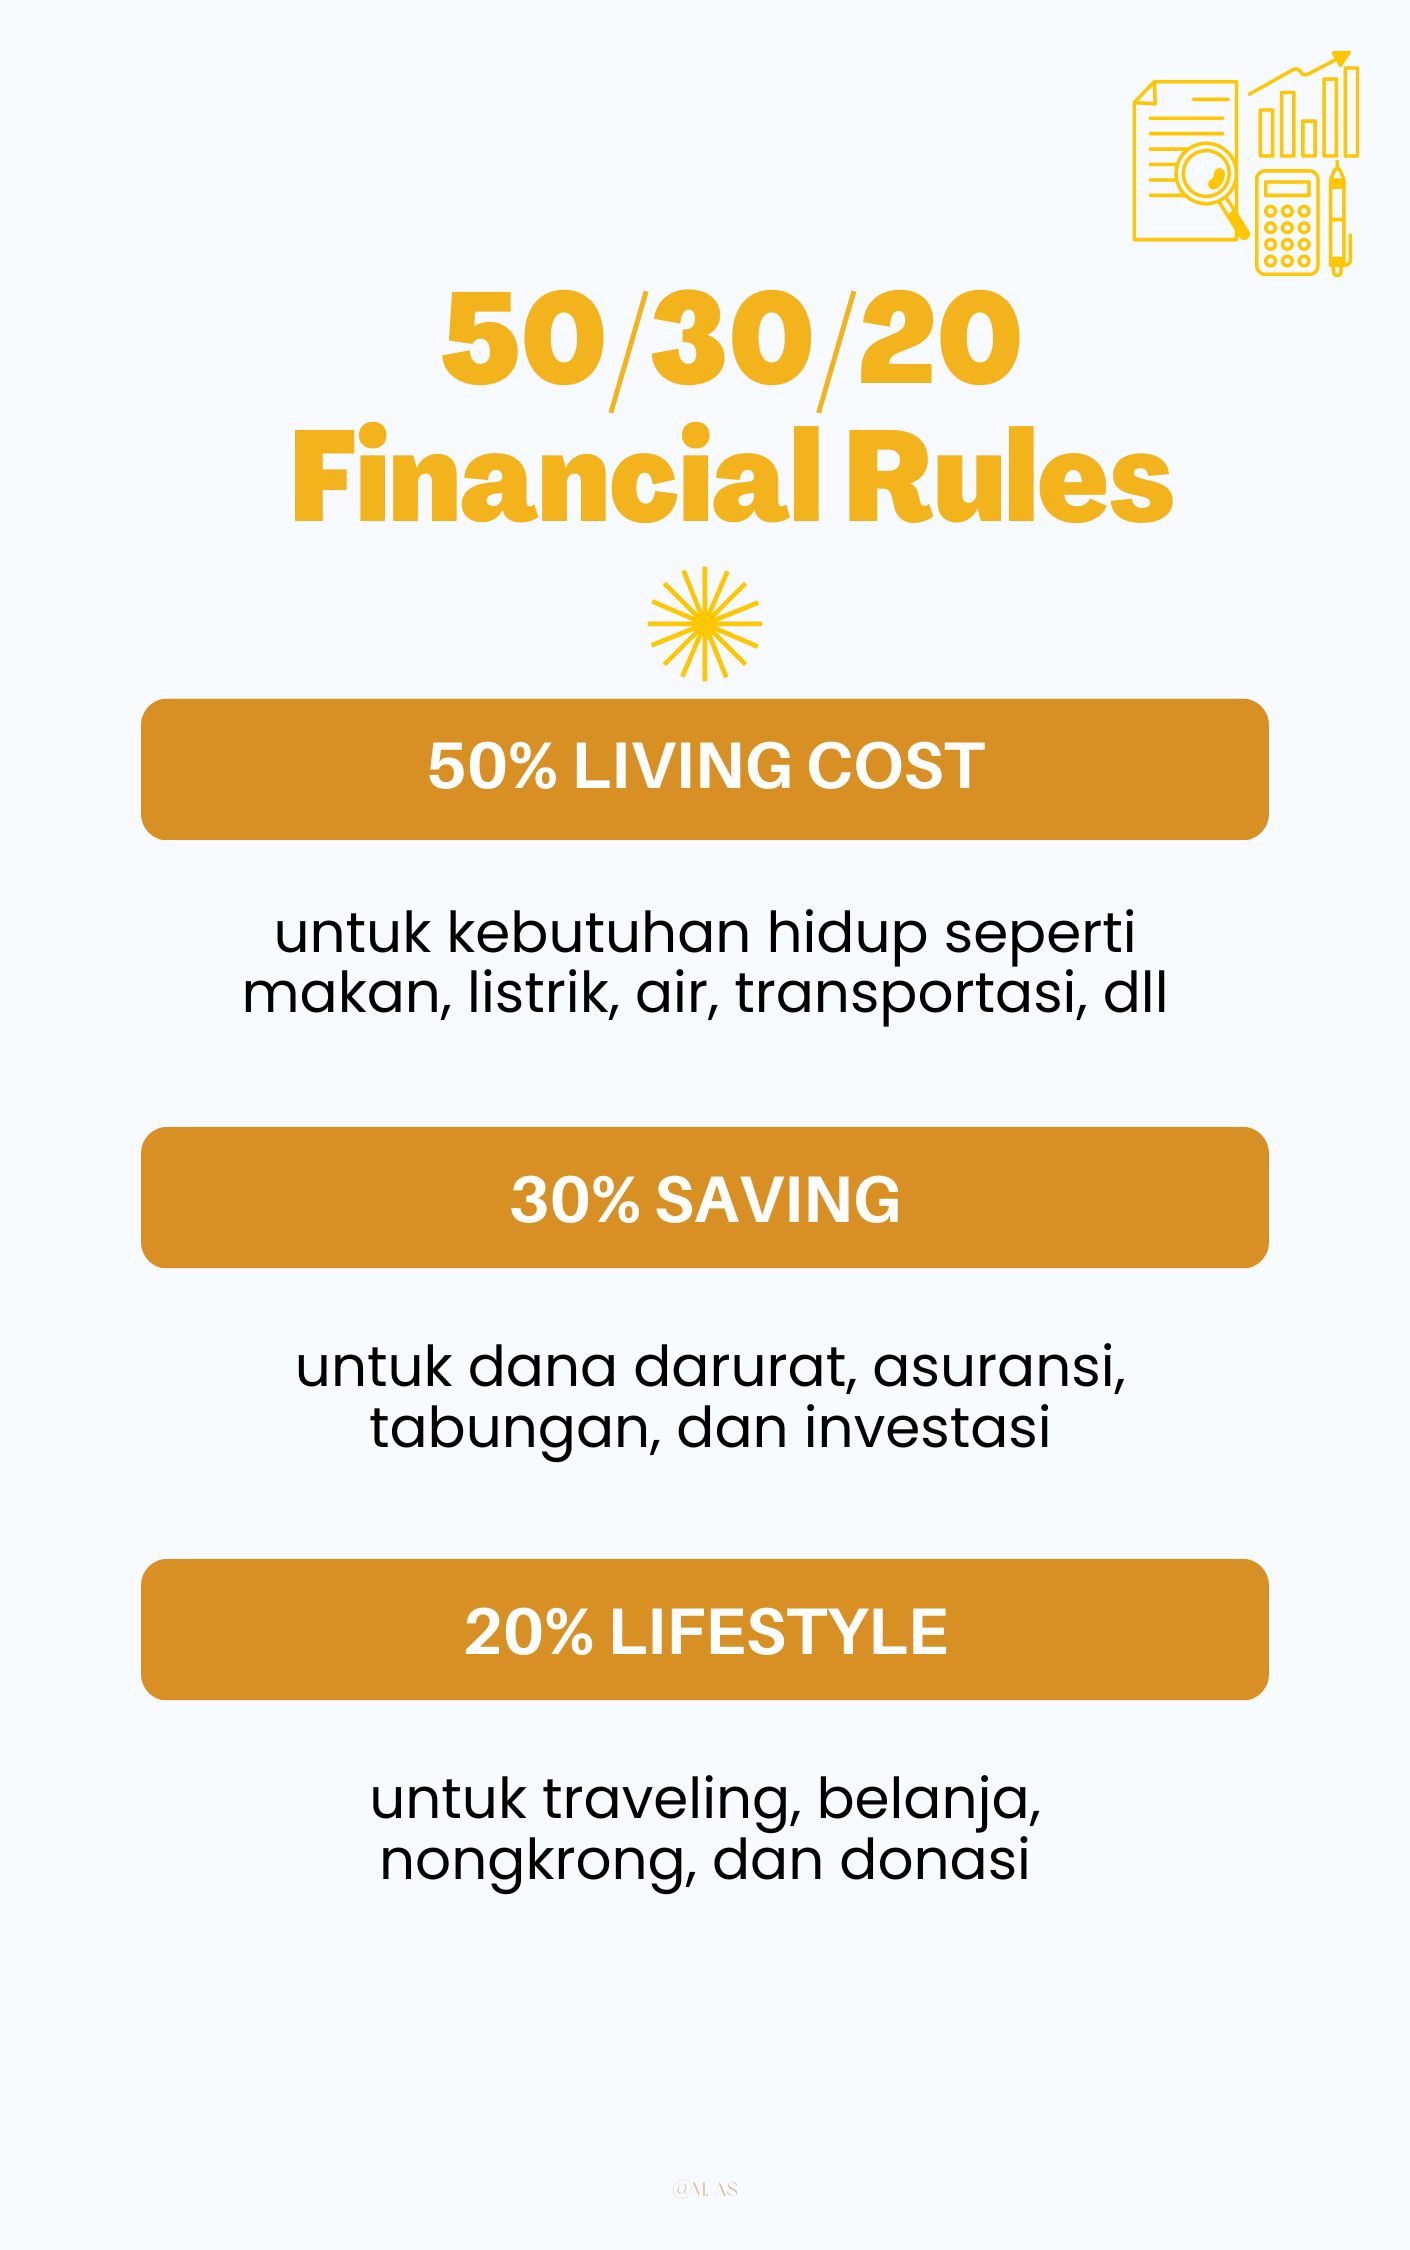 50/30/20
Financial Rules
50% LIVING COST
untuk kebutuhan hidup seperti
makan, listrik, air, transportasi, dll
30% SAVING
untuk dana darurat, asuransi,
tabungan, dan investasi
20% LIFESTYLE
untuk traveling, belanja,
nongkrong, dan donasi
@M. AS